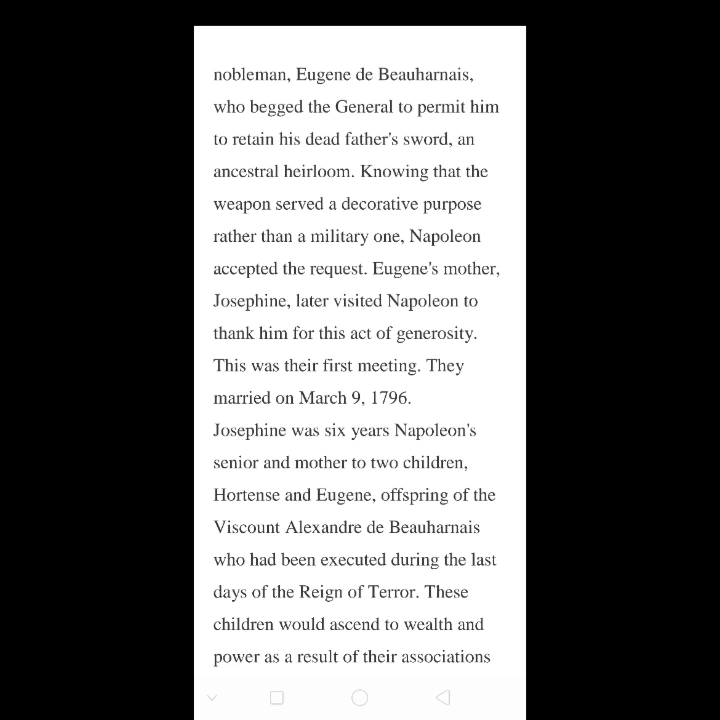 nobleman, Eugene de Beauharnais,
who begged the General to permit him
to retain his dead father's sword, an
ancestral heirloom. Knowing that the
weapon served a decorative purpose
rather than a military one, Napoleon
accepted the request. Eugene's mother,
Josephine, later visited Napoleon to
thank him for this act of generosity.
This was their first meeting. They
married on March 9, 1796.
Josephine was six years Napoleon's
senior and mother to two children,
Hortense and Eugene, offspring of the
Viscount Alexandre de Beauharnais
who had been executed during the last
days of the Reign of Terror. These
children would ascend to wealth and
power as a result of their associations